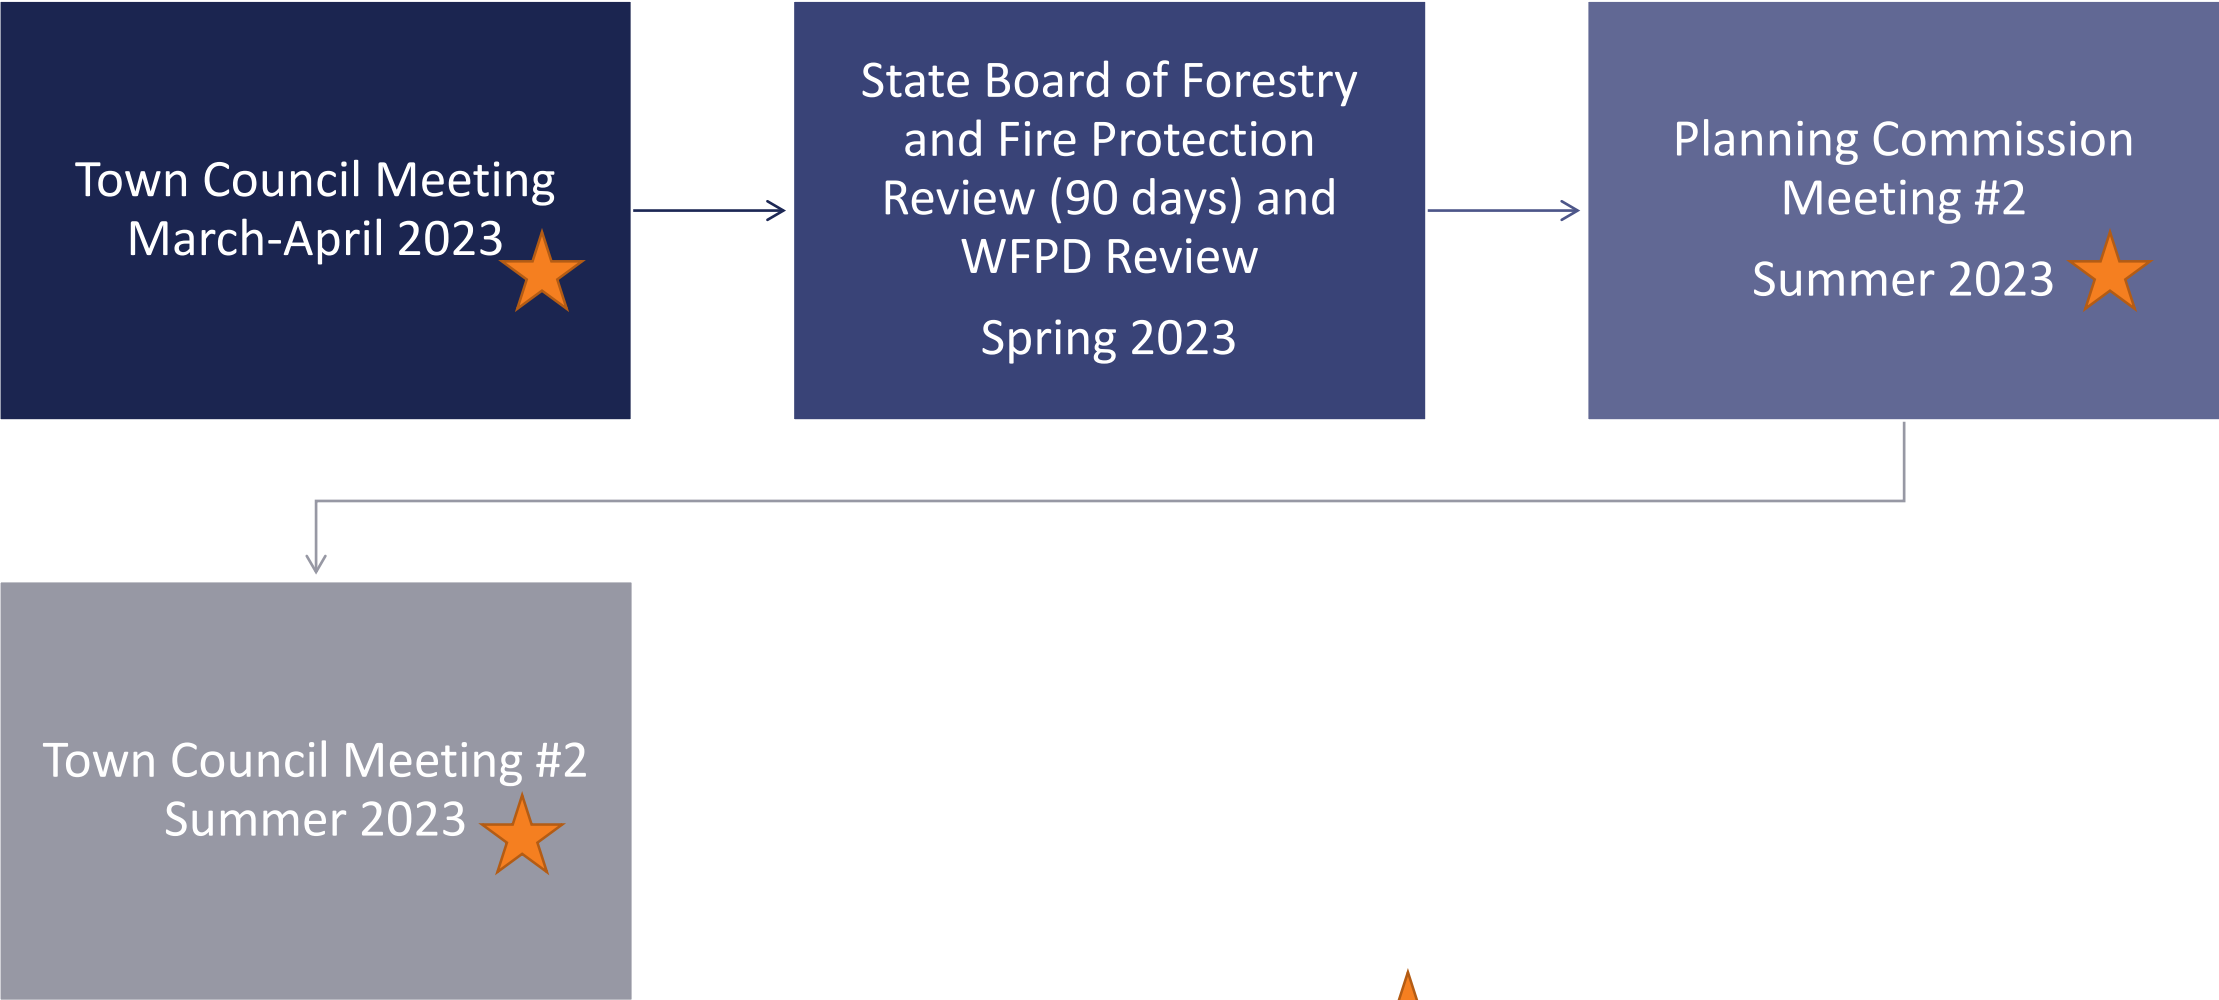 Town Council Meeting
March-April 2023
State Board of Forestry
and Fire Protection
Review (90 days) and
WFPD Review
Spring 2023
Planning Commission
Meeting #2
Summer 2023
Town Council Meeting #2
Summer 2023